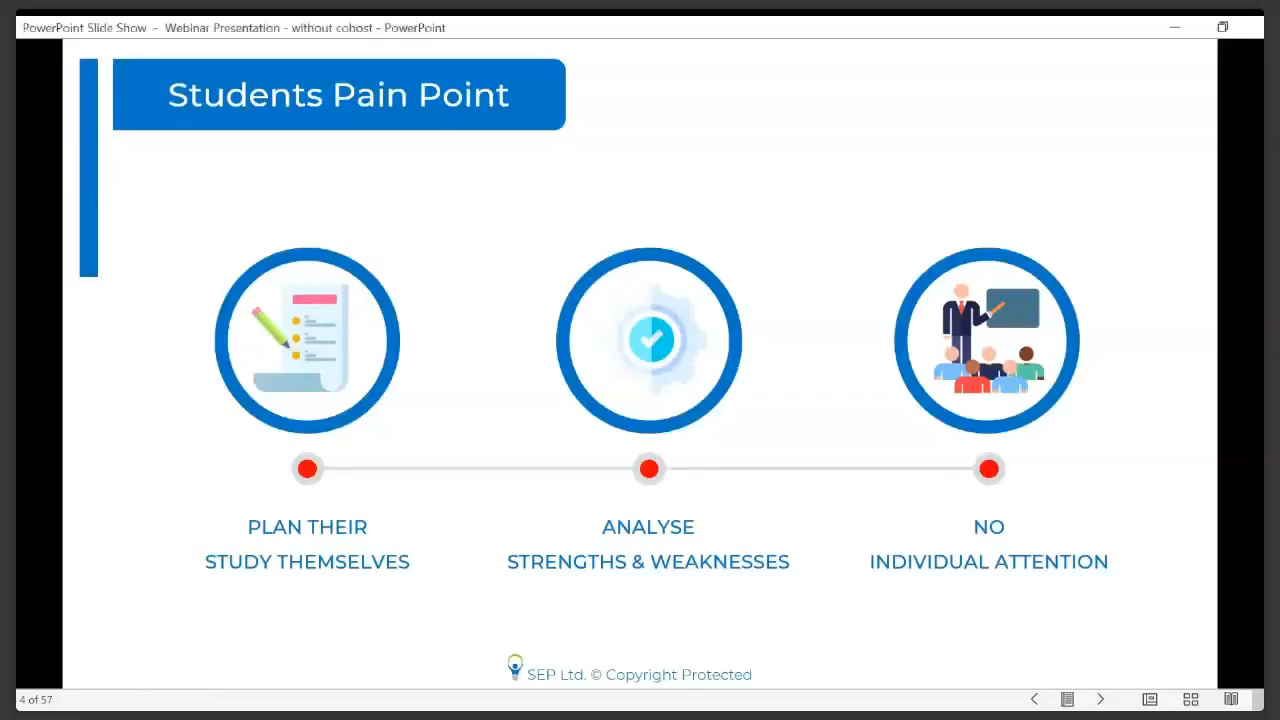 PowerPoint Slide Show - Webinar Presentation - without cohost - PowerPoint
Students Pain Point
PLAN THEIR
STUDY THEMSELVES
ANALYSE
STRENGTHS & WEAKNESSES
NO
INDIVIDUAL ATTENTION
SEP Ltd. © Copyright Protected
4 of 57